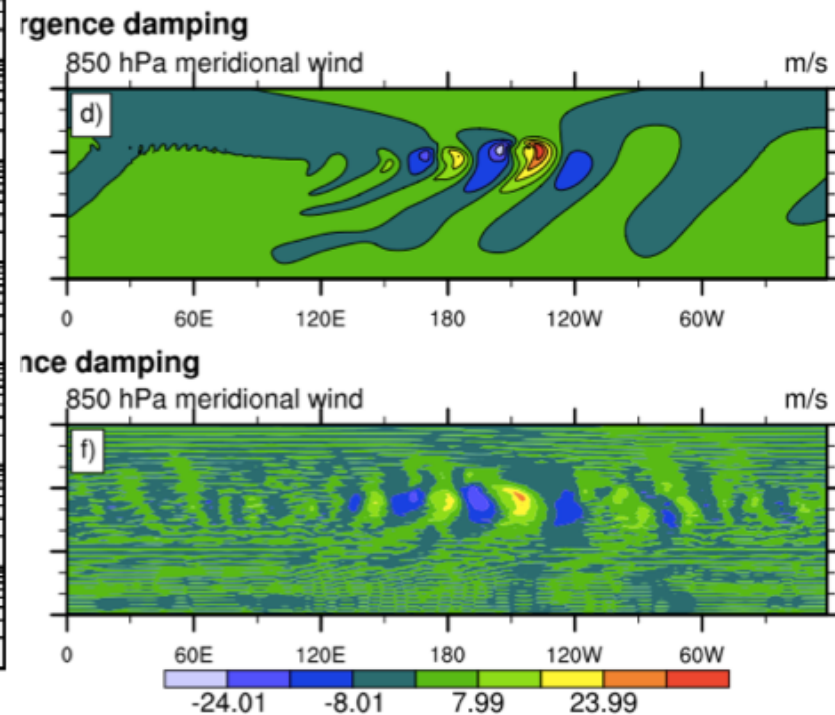 rgence damping
850 hPa meridional wind m/s
d)
0 60E 120E 180 120W 60W
nce damping
850 hPa meridional wind m/s
f)
0 60E 120E 180 120W 60W
-24.01 -8.01 7.99 23.99